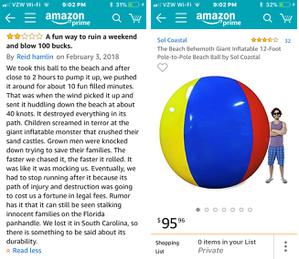 VZW Wi-Fi 9:02 PM 31%
amazon
prime
A fun way to ruin a weekend
and blow 100 bucks.
By Reid hamlin on February 3, 2018
We took this ball to the beach and after
close to 2 hours to pump it up, we pushed
it around for about 10 fun filled minutes.
That was when the wind picked it up and
sent it huddling down the beach at about
40 knots. It destroyed everything in its
path. Children screamed in terror at the
giant inflatable monster that crushed their
sand castles. Grown men were knocked
down trying to save their families. The
faster we chased it, the faster it rolled. It
was like it was mocking us. Eventually, we
had to stop running after it because its
path of injury and destruction was going
to cost us a fortune in legal fees. Rumor
has it that it can still be seen stalking
innocent families on the Florida
panhandle. We lost it in South Carolina, so
there is something to be said about its
durability.
Read less
VZW Wi-Fi 9:02 PM 32%
amazon
prime
Sol Coastal 32
The Beach Behemoth Giant Inflatable 12-Foot
Pole-to-Pole Beach Ball by Sol Coastal
$95.96
Shopping
List
0 items in your List
Private